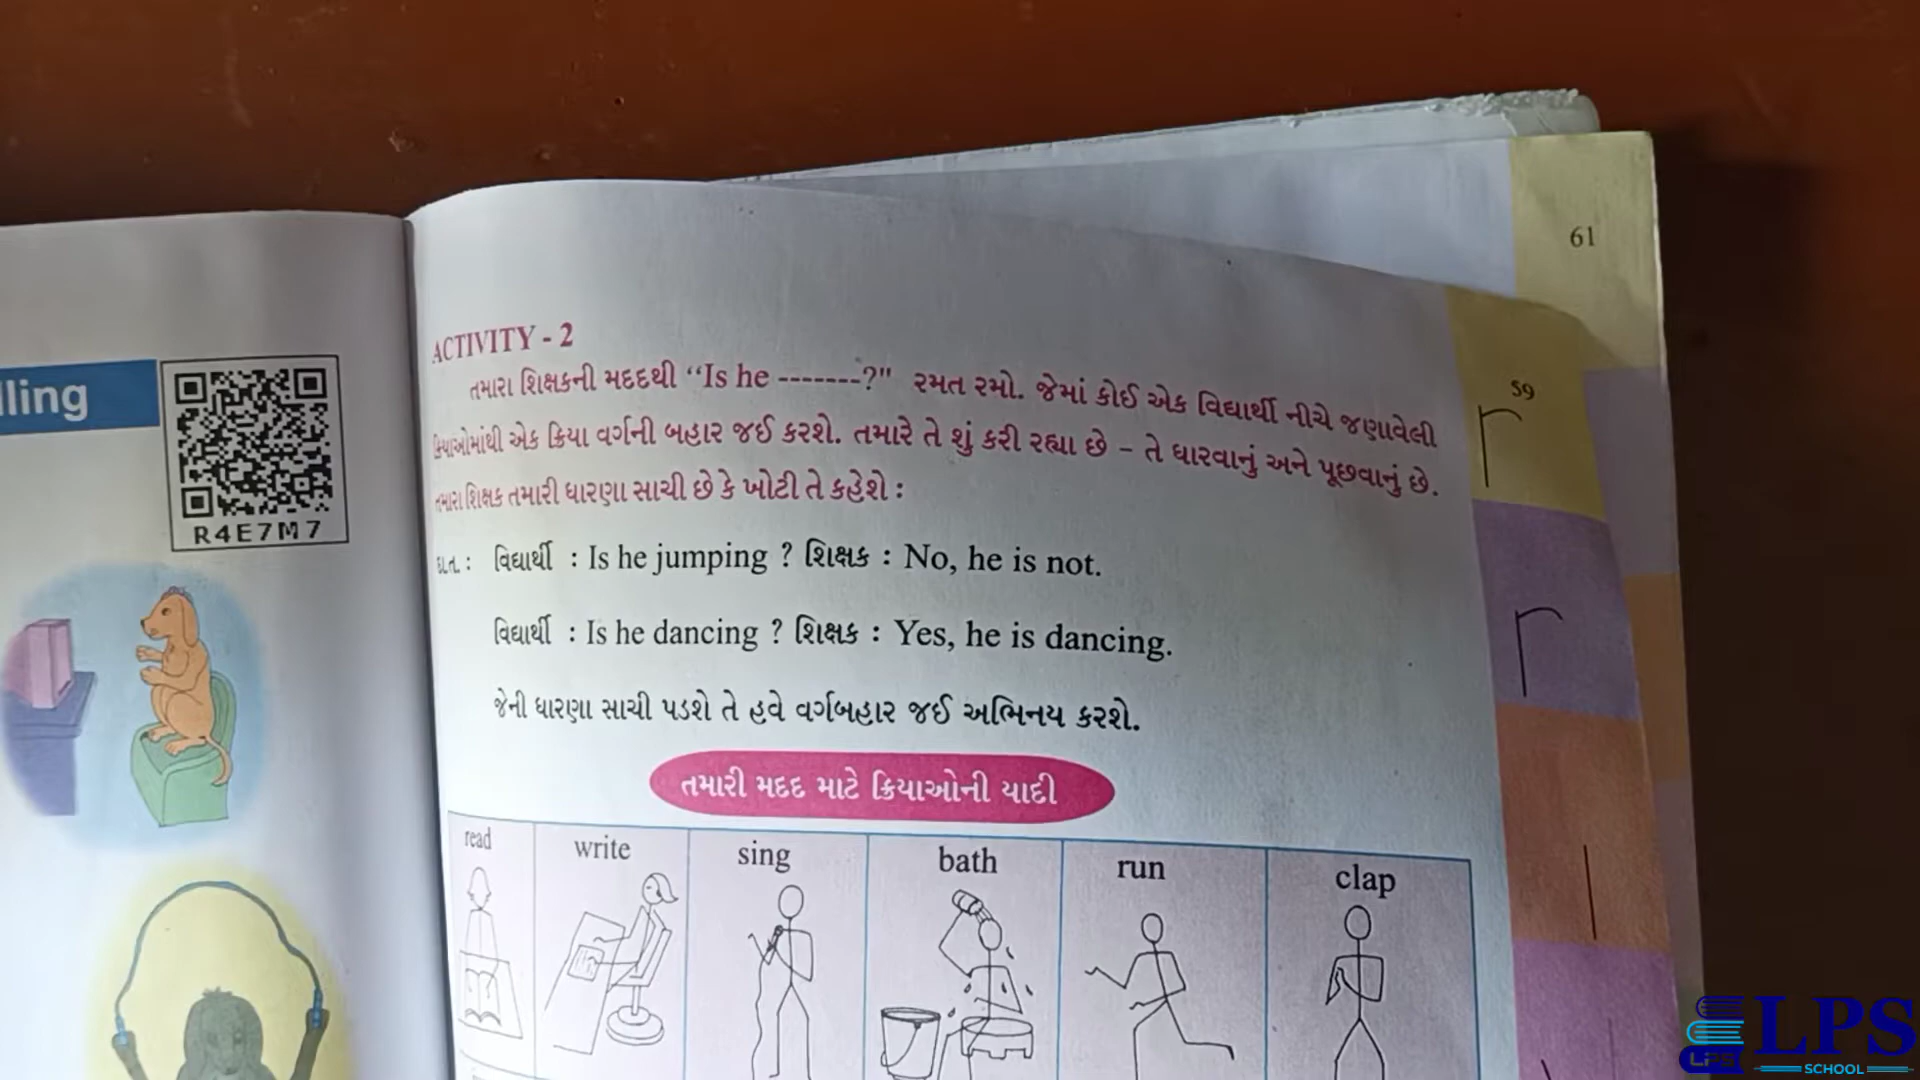 lling
R4E7M7
61
59
ACTIVITY - 2
તમારા શિક્ષકની મદદથી “Is he -------?" રમત રમો. જેમાં કોઈ એક વિદ્યાર્થી નીચે જણાવેલી
ક્રિયાઓમાંથી એક ક્રિયા વર્ગની બહાર જઈ કરશે. તમારે તે શું કરી રહ્યા છે – તે ધારવાનું અને પૂછવાનું છે.
તમારા શિક્ષક તમારી ધારણા સાચી છે કે ખોટી તે કહેશે :
દા.ત. : વિદ્યાર્થી : Is he jumping ? શિક્ષક : No, he is not.
વિદ્યાર્થી : Is he dancing ? શિક્ષક : Yes, he is dancing.
જેની ધારણા સાચી પડશે તે હવે વર્ગબહાર જઈ અભિનય કરશે.
તમારી મદદ માટે ક્રિયાઓની યાદી
read write sing bath run clap
r
r
l
LPS
LPS
SCHOOL